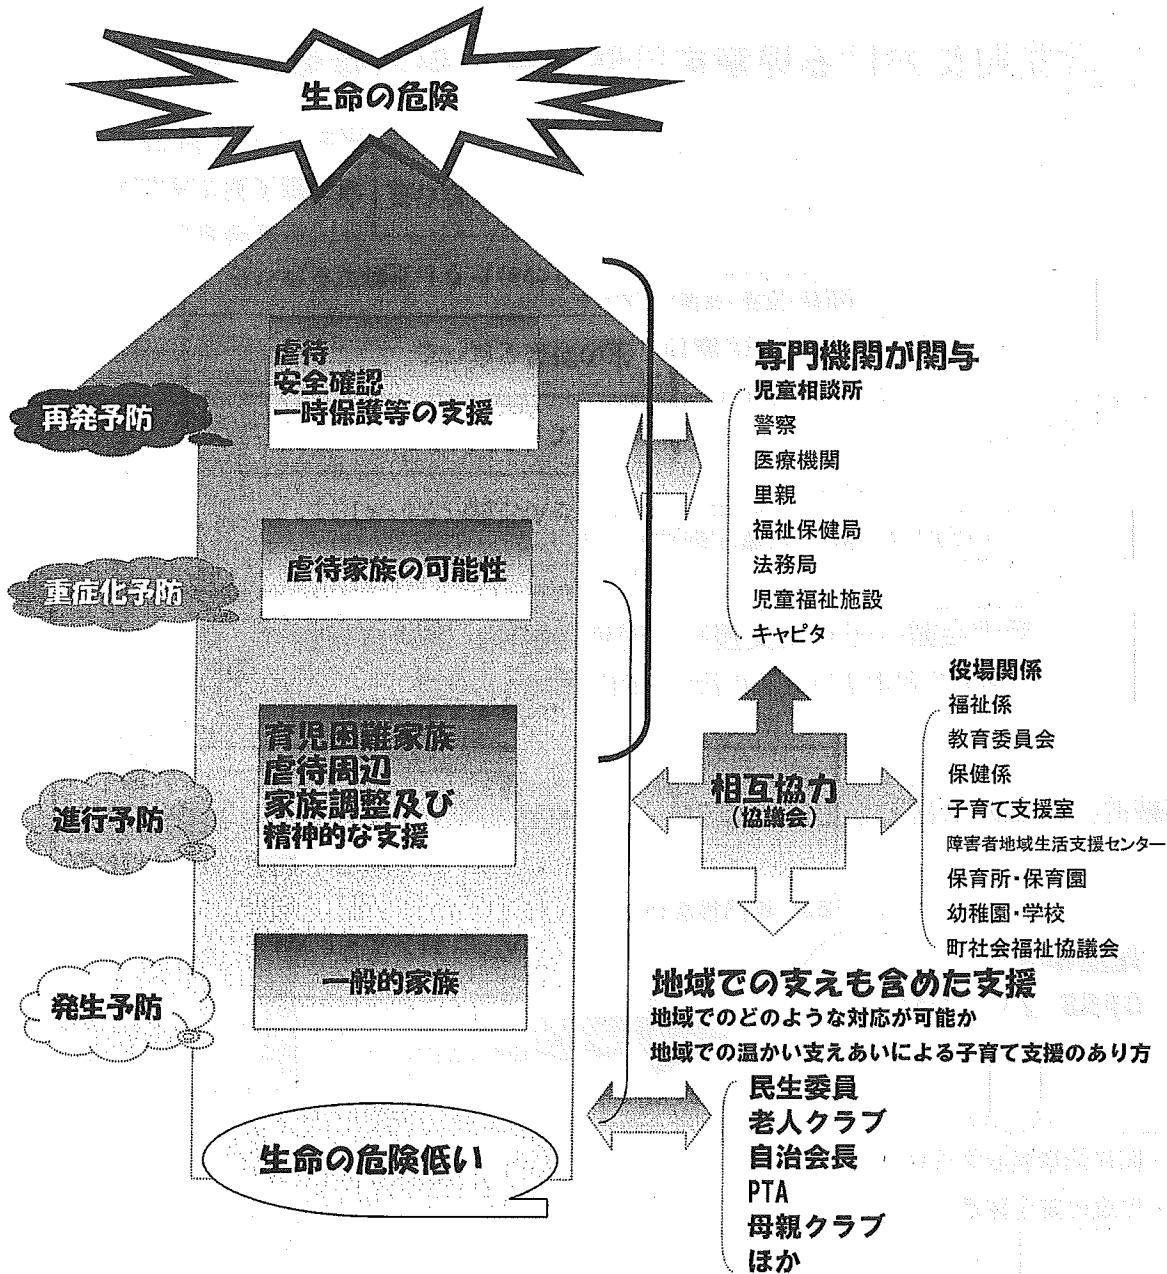 生命の危険
虐待
安全確認
一時保護等の支援
再発予防
虐待家族の可能性
重症化予防
育児困難家族
虐待周辺
家族調整及び
精神的な支援
進行予防
一般的家族
発生予防
生命の危険低い
専門機関が関与
児童相談所
警察
医療機関
里親
福祉保健局
法務局
児童福祉施設
キャピタ
相互協力
(協議会)
役場関係
福祉係
教育委員会
保健係
子育て支援室
障害者地域生活支援センター
保育所・保育園
幼稚園・学校
町社会福祉協議会
地域での支えも含めた支援
地域でのどのような対応が可能か
地域での温かい支えあいによる子育て支援のあり方
民生委員
老人クラブ
自治会長
PTA
母親クラブ
ほか